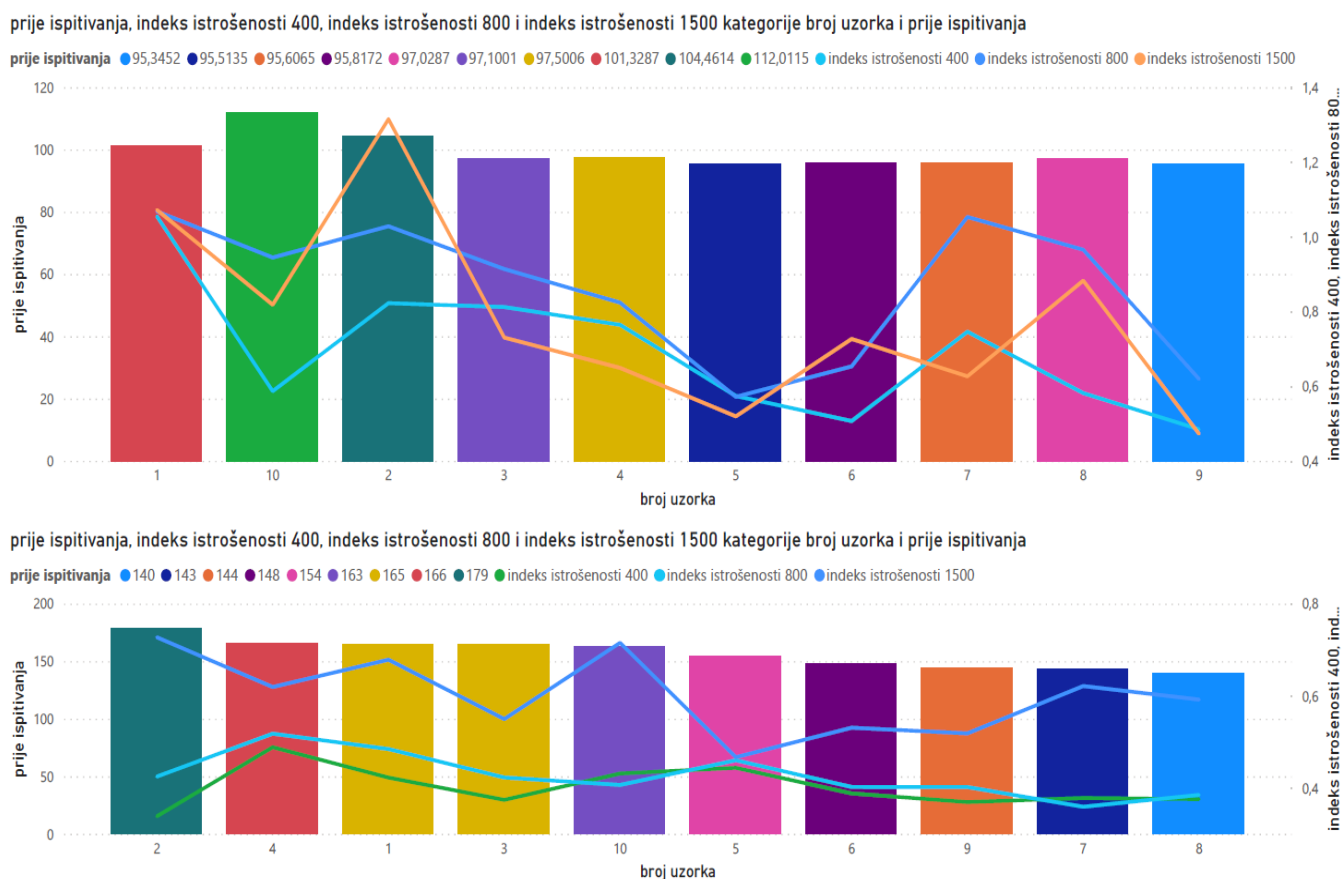 prije ispitivanja, indeks istrošenosti 400, indeks istrošenosti 800 i indeks istrošenosti 1500 kategorije broj uzorka i prije ispitivanja
prije ispitivanja 95,3452 95,5135 95,6065 95,8172 97,0287 97,1001 97,5006 101,3287 104,4614 112,0115 indeks istrošenosti 400 indeks istrošenosti 800 indeks istrošenosti 1500
120
100
80
60
40
20
0
prije ispitivanja
1,4
1,2
1,0
0,8
0,6
0,4
indeks istrošenosti 400, indeks istrošenosti 80...
1 10 2 3 4 5 6 7 8 9
broj uzorka
prije ispitivanja, indeks istrošenosti 400, indeks istrošenosti 800 i indeks istrošenosti 1500 kategorije broj uzorka i prije ispitivanja
prije ispitivanja 140 143 144 148 154 163 165 166 179 indeks istrošenosti 400 indeks istrošenosti 800 indeks istrošenosti 1500
200
150
100
50
0
prije ispitivanja
0,8
0,6
0,4
indeks istrošenosti 400, ind...
2 4 1 3 10 5 6 9 7 8
broj uzorka